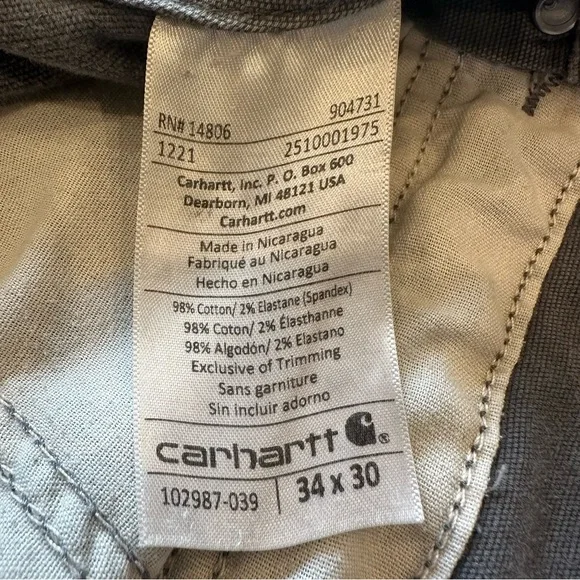 RN# 14806 904731
1221 2510001975
Carhartt, Inc. P. O. Box 600
Dearborn, MI 48121 USA
Carhartt.com
Made in Nicaragua
Fabriqué au Nicaragua
Hecho en Nicaragua
98% Cotton/ 2% Elastane (Spandex)
98% Coton/ 2% Élasthanne
98% Algodón/ 2% Elastano
Exclusive of Trimming
Sans garniture
Sin incluir adorno
carhartt ®
102987-039 | 34 x 30